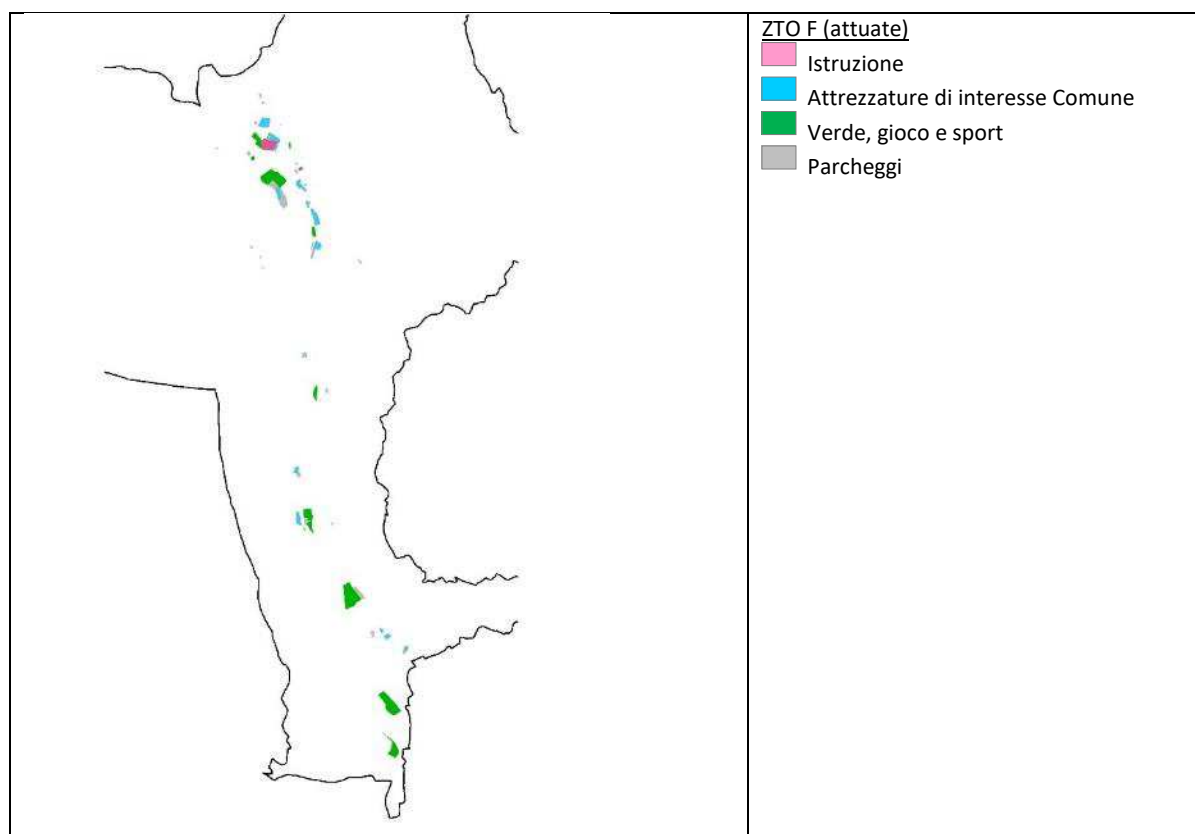 ZTO F (attuate)
Istruzione
Attrezzature di interesse Comune
Verde, gioco e sport
Parcheggi